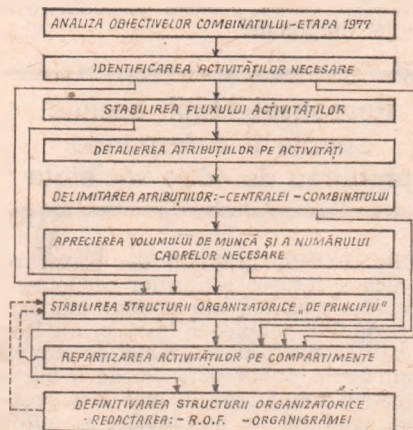 ANALIZA OBIECTIVELOR COMBINATULUI-ETAPA 1977
IDENTIFICAREA ACTIVITĂȚILOR NECESARE
STABILIREA FLUXULUI ACTIVITĂȚILOR
DETALIEREA ATRIBUȚIILOR PE ACTIVITĂȚI
DELIMITAREA ATRIBUȚIILOR:-CENTRALEI-COMBINATULUI
APRECIEREA VOLUMULUI DE MUNCĂ ȘI A NUMĂRULUI
CADRELOR NECESARE
STABILIREA STRUCTURII ORGANIZATORICE „DE PRINCIPIU"
REPARTIZAREA ACTIVITĂȚILOR PE COMPARTIMENTE
DEFINITIVAREA STRUCTURII ORGANIZATORICE
-REDACTAREA:-R.O.F. -ORGANIGRAMEI